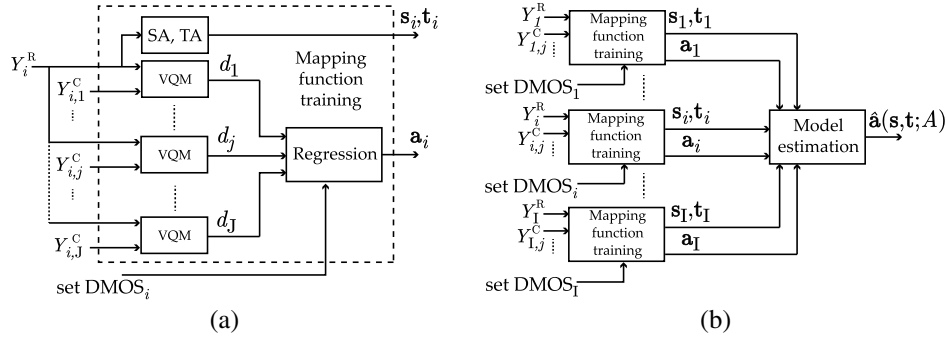 SA, TA
s_i,t_i
Y_i^R
VQM
d_1
Mapping function training
Y_{i,1}^C
VQM
d_j
Regression
a_i
Y_{i,j}^C
VQM
d_J
Y_{i,J}^C
set DMOS_i
(a)
Y_1^R
Y_{1,j}^C
Mapping function training
s_1,t_1
a_1
set DMOS_1
Y_i^R
Y_{i,j}^C
Mapping function training
s_i,t_i
a_i
set DMOS_i
Model estimation
â(s,t;A)
Y_I^R
Y_{I,j}^C
Mapping function training
s_I,t_I
a_I
set DMOS_I
(b)